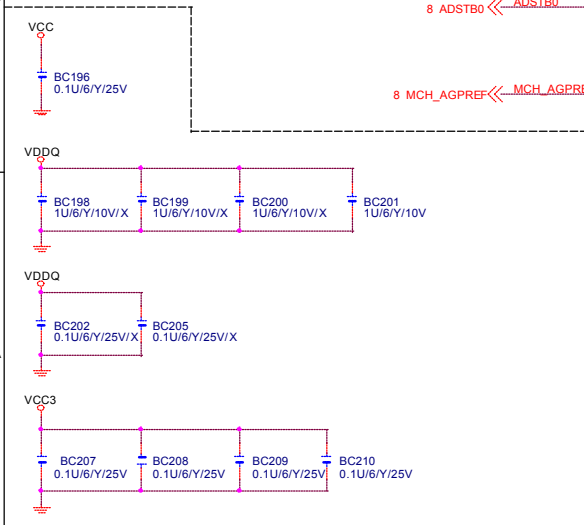 8 ADSTB0 ADSTB0
VCC
BC196
0.1U/6/Y/25V
8 MCH_AGPREF MCH_AGPRE
VDDQ
BC198 BC199 BC200 BC201
1U/6/Y/10V/X 1U/6/Y/10V/X 1U/6/Y/10V/X 1U/6/Y/10V
VDDQ
BC202 BC205
0.1U/6/Y/25V/X 0.1U/6/Y/25V/X
VCC3
BC207 BC208 BC209 BC210
0.1U/6/Y/25V 0.1U/6/Y/25V 0.1U/6/Y/25V 0.1U/6/Y/25V